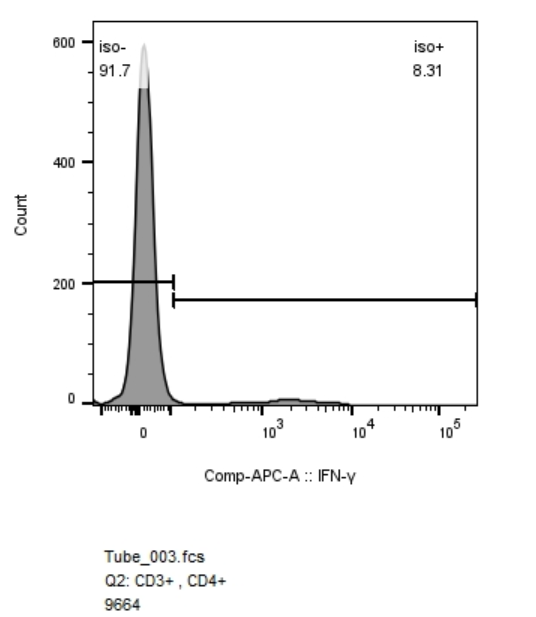 600
iso-
91.7
iso+
8.31
400
Count
200
0
0
10³
10⁴
10⁵
Comp-APC-A :: IFN-γ
Tube_003.fcs
Q2: CD3+ , CD4+
9664